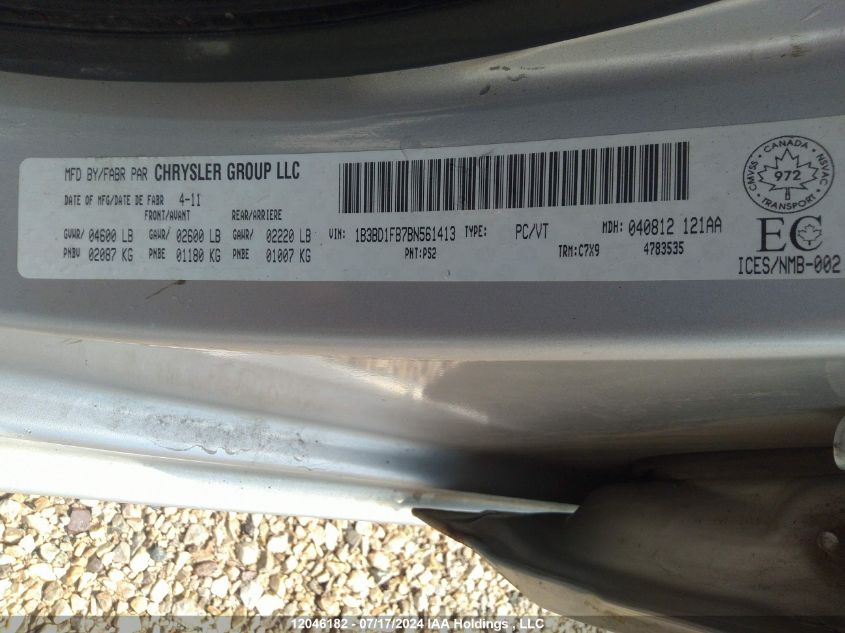 MFD BY/FABR PAR CHRYSLER GROUP LLC
DATE OF MFG/DATE DE FABR 4-11
FRONT/AVANT REAR/ARRIERE
GVWR/ 04600 LB GAWR/ 02600 LB GAWR/ 02220 LB
PNBV 02087 KG PNBE 01180 KG PNBE 01007 KG
VIN: 1B3BD1FB7BN561413 TYPE: PC/VT MDH: 040812 121AA
PNT:PS2 TRM:C7X9 4783535
CMVSS · CANADA · NSVAC
972
TRANSPORT
EC
ICES/NMB-002
12046182 - 07/17/2024 IAA Holdings , LLC